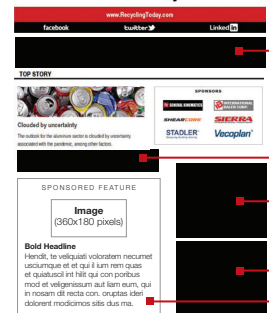 www.RecyclingToday.com
facebook twitter Linked in
TOP STORY
Clouded by uncertainty
The outlook for the aluminum sector is clouded by uncertainty
associated with the pandemic, among other factors.
SPONSORS
GENERAL KINEMATICS
INTERNATIONAL
BALER CORP.
SHEARCORE
SIERRA
STADLER
Vecoplan
SPONSORED FEATURE
Image
(360x180 pixels)
Bold Headline
Hendit, te veliquiati voloratem necumet
usciumque et et qui il ium rem quas
et quiatuscil int hilit qui con poribus
mod et veligenissum aut liam eum, qui
in nosam dit recta con. oruptas ideri
dolorent modicimos sitis dus ma.